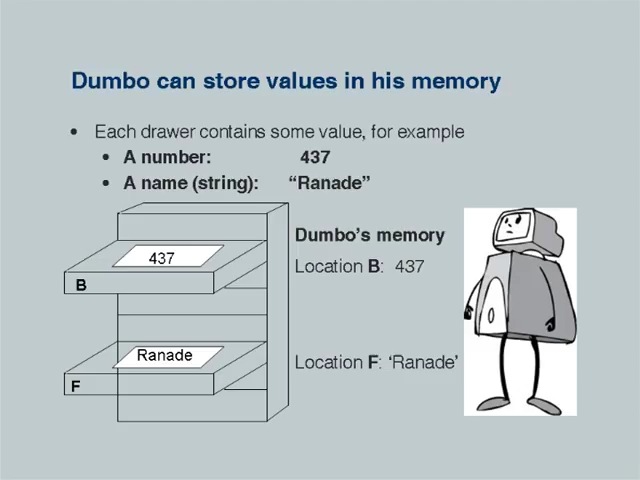 Dumbo can store values in his memory
• Each drawer contains some value, for example
• A number: 437
• A name (string): “Ranade”
Dumbo’s memory
437
Location B: 437
B
Ranade
Location F: ‘Ranade’
F